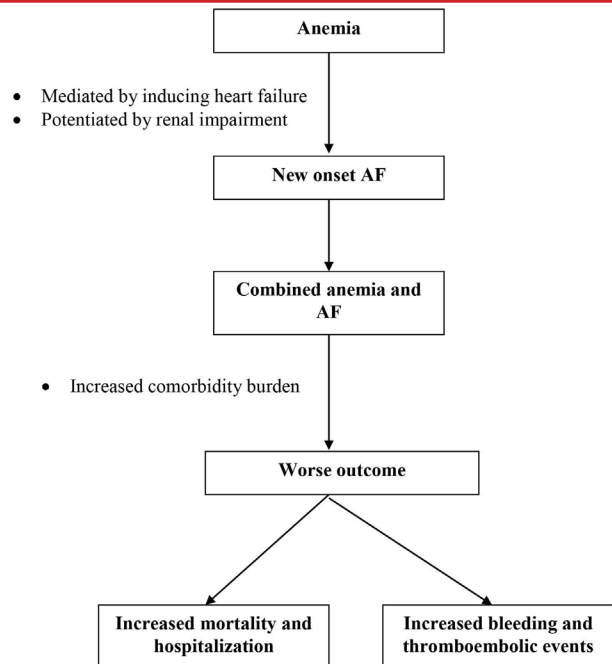 Anemia
• Mediated by inducing heart failure
• Potentiated by renal impairment
New onset AF
Combined anemia and
AF
• Increased comorbidity burden
Worse outcome
Increased mortality and
hospitalization
Increased bleeding and
thromboembolic events